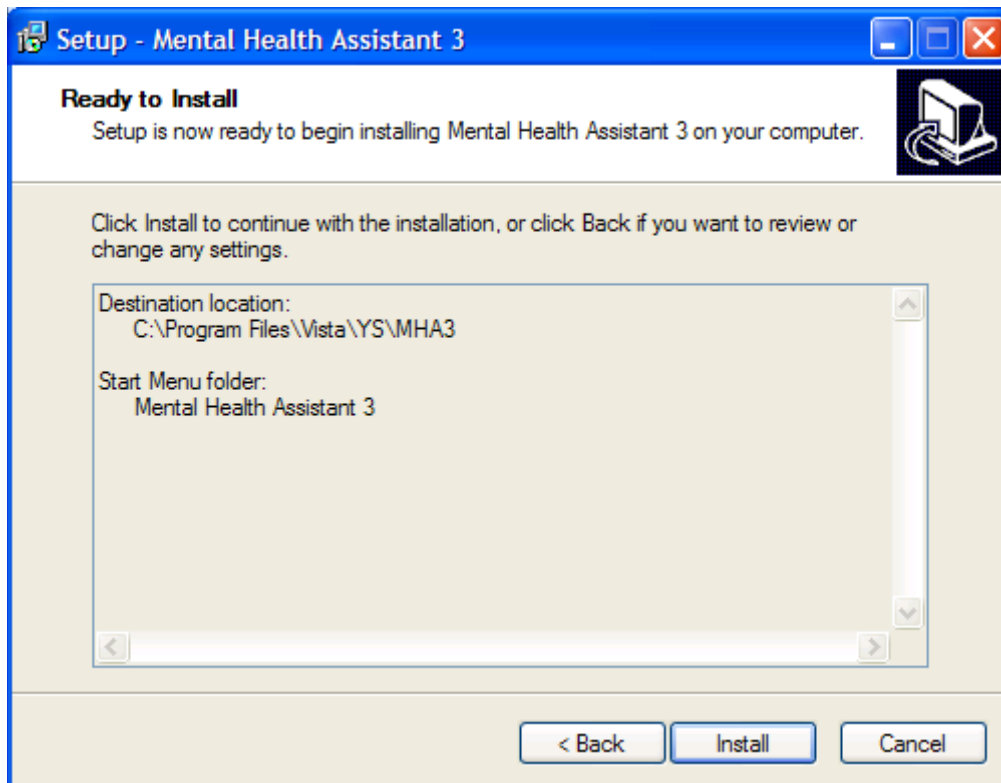 Setup - Mental Health Assistant 3
Ready to Install
Setup is now ready to begin installing Mental Health Assistant 3 on your computer.
Click Install to continue with the installation, or click Back if you want to review or
change any settings.
Destination location:
C:\Program Files\Vista\YS\MHA3
Start Menu folder:
Mental Health Assistant 3
< Back Install Cancel